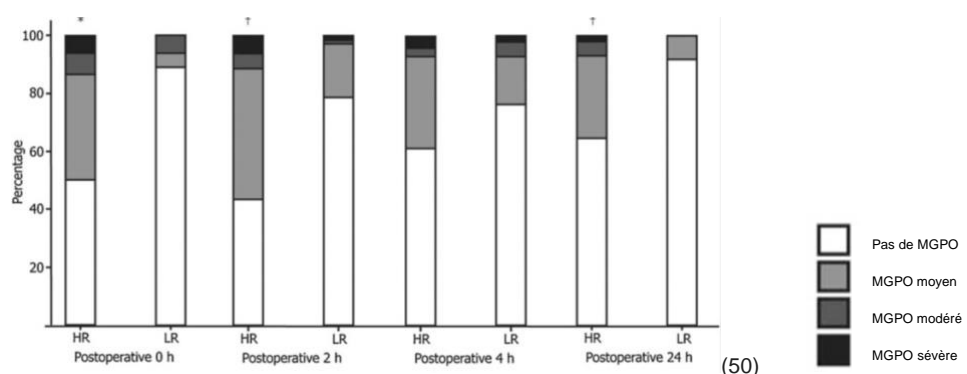 * ↑ ↑
100
80
60
40
20
Percentage
HR LR HR LR HR LR HR LR
Postoperative 0 h Postoperative 2 h Postoperative 4 h Postoperative 24 h
(50)
Pas de MGPO
MGPO moyen
MGPO modéré
MGPO sévère